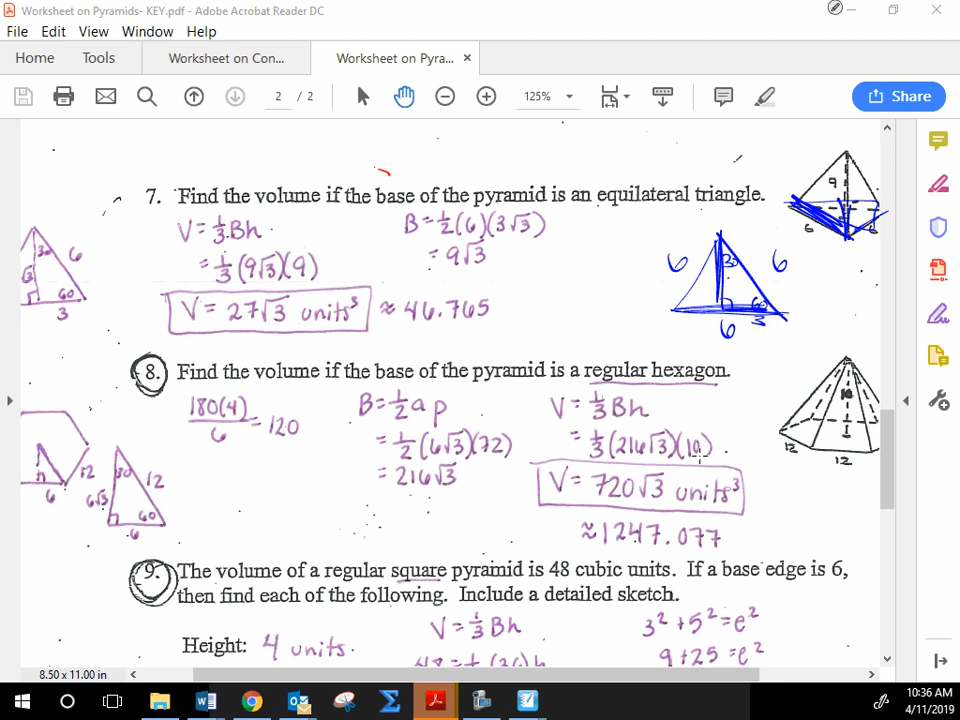 Worksheet on Pyramids- KEY.pdf - Adobe Acrobat Reader DC
File Edit View Window Help
Home Tools Worksheet on Con... Worksheet on Pyra... ×
2 / 2 125% Share
7. Find the volume if the base of the pyramid is an equilateral triangle.
V = 1/3 Bh B = 1/2 (6)(3√3)
= 1/3 (9√3)(9) = 9√3
V = 27√3 units³ ≈ 46.765
30 6
60
3
9
6 6
6 30 6
60
6 3
8. Find the volume if the base of the pyramid is a regular hexagon.
180(4)/6 = 120 B = 1/2 a p V = 1/3 Bh
= 1/2 (6√3)(72) = 1/3 (216√3)(10)
= 216√3 V = 720√3 units³
≈ 1247.077
12
6
30 12
6√3 60
6
10
12 12
9. The volume of a regular square pyramid is 48 cubic units. If a base edge is 6,
then find each of the following. Include a detailed sketch.
Height: 4 units. V = 1/3 Bh 3² + 5² = e²
9 + 25 = e²
8.50 x 11.00 in
10:36 AM
4/11/2019